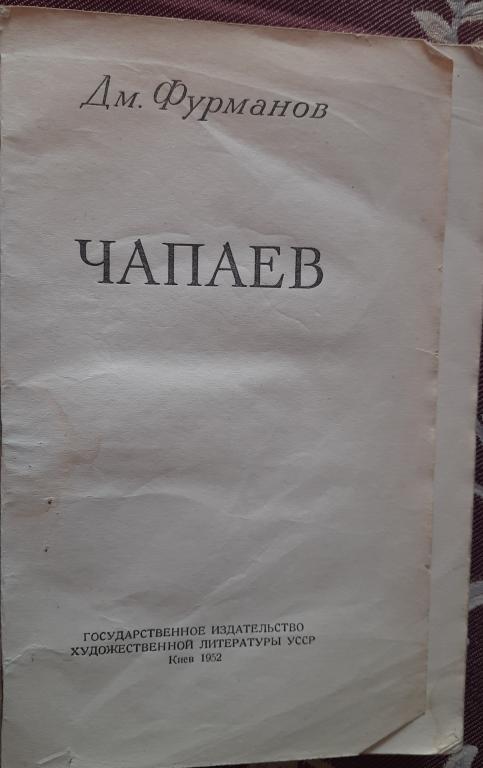 Дм. Фурманов
ЧАПАЕВ
ГОСУДАРСТВЕННОЕ ИЗДАТЕЛЬСТВО
ХУДОЖЕСТВЕННОЙ ЛИТЕРАТУРЫ УССР
Киев 1952